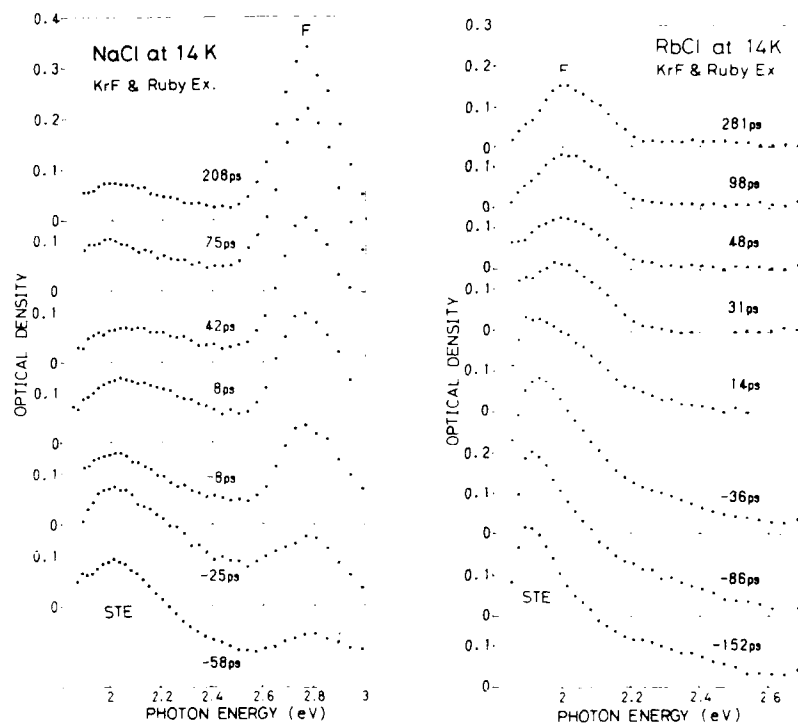 0.4
F
NaCl at 14K
KrF & Ruby Ex.
0.3
0.2
0.1
208ps
0
0.1
75ps
0
0.1
42ps
0
0.1
8ps
0
0.1
-8ps
0
0.1
-25ps
0
STE
-58ps
2
2.2
2.4
2.6
2.8
3
PHOTON ENERGY (eV)
OPTICAL DENSITY
0.3
RbCl at 14K
KrF & Ruby Ex
0.2
F
0.1
281ps
0
0.1
98ps
0
0.1
48ps
0
0.1
31ps
0
14ps
0.1
0
-36ps
0.2
0.1
0
-86ps
0.1
STE
0
0.1
-152ps
0
2
2.2
2.4
2.6
PHOTON ENERGY (eV)
OPTICAL DENSITY